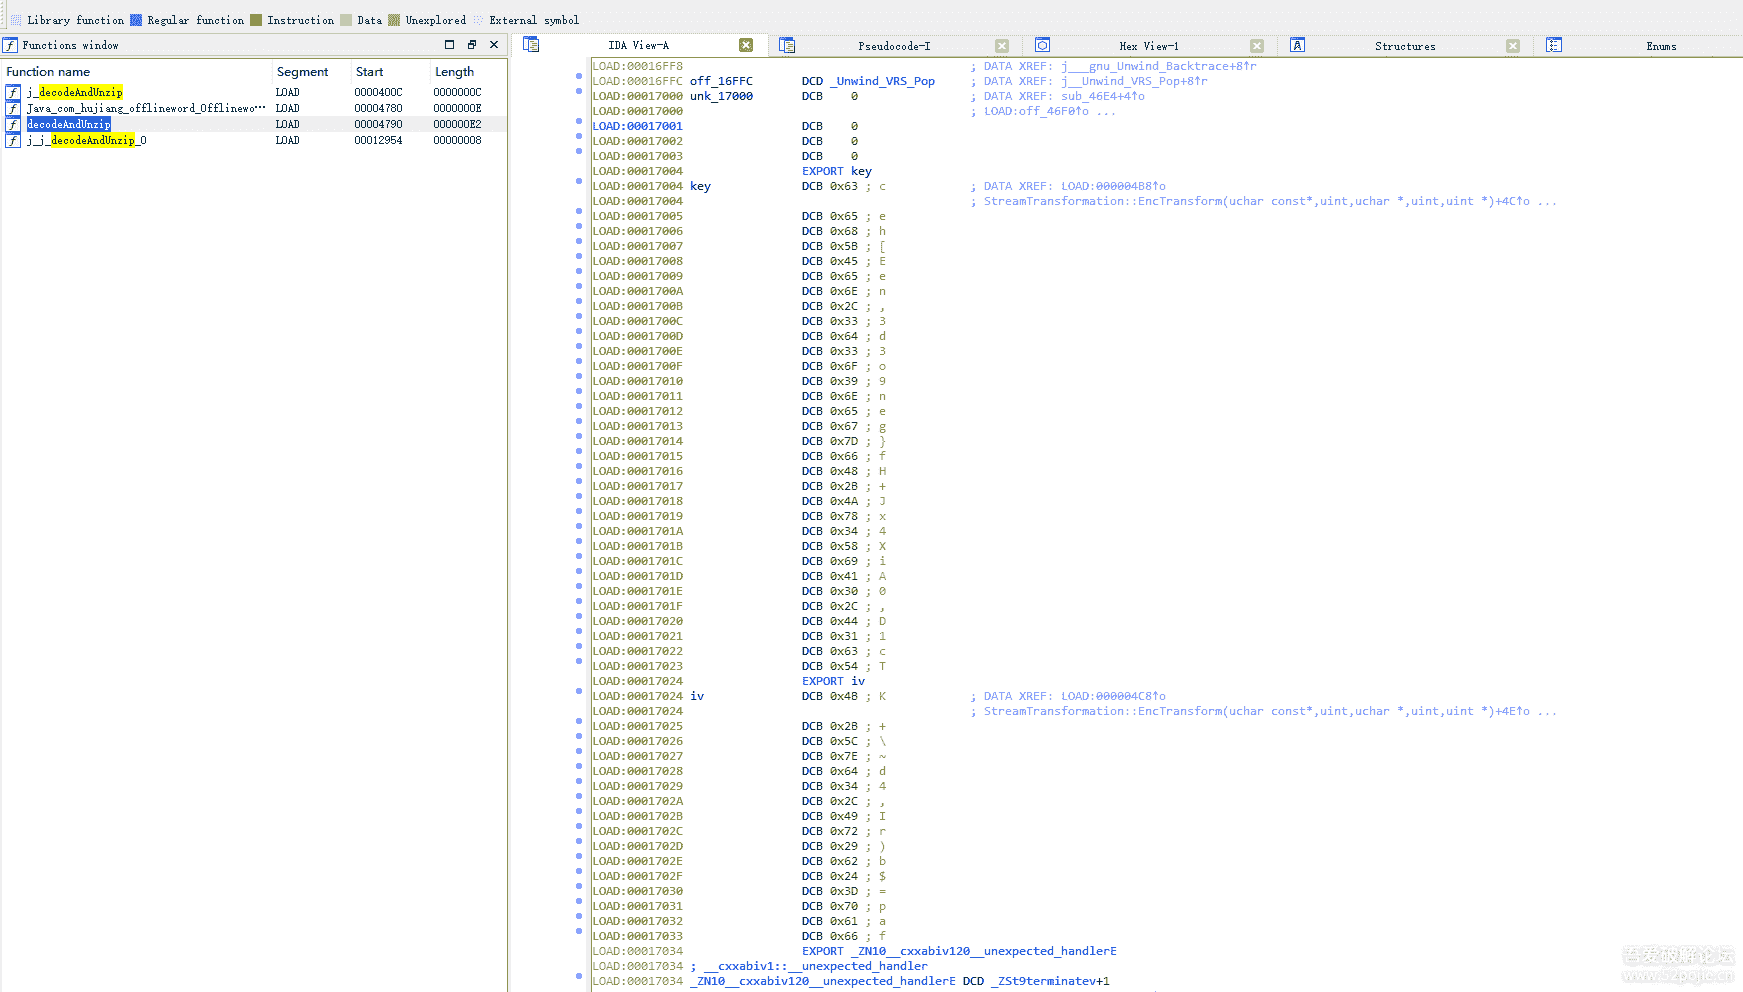 Library function Regular function Instruction Data Unexplored External symbol
Functions window
IDA View-A Pseudocode-I Hex View-1 Structures Enums
Function name Segment Start Length
j_decodeAndUnzip LOAD 0000400C 0000000C
Java_com_hujiang_offlineword_Offlinewo··· LOAD 00004780 0000000E
decodeAndUnzip LOAD 00004790 000000E2
j_j_decodeAndUnzip_0 LOAD 00012954 00000008
LOAD:00016FF8 ; DATA XREF: j___gnu_Unwind_Backtrace+8↑r
LOAD:00016FFC off_16FFC DCD _Unwind_VRS_Pop ; DATA XREF: j__Unwind_VRS_Pop+8↑r
LOAD:00017000 unk_17000 DCB 0 ; DATA XREF: sub_46E4+4↑o
LOAD:00017000 ; LOAD:off_46F0↑o ...
LOAD:00017001 DCB 0
LOAD:00017002 DCB 0
LOAD:00017003 DCB 0
LOAD:00017004 EXPORT key
LOAD:00017004 key DCB 0x63 ; c ; DATA XREF: LOAD:000004B8↑o
LOAD:00017004 ; StreamTransformation::EncTransform(uchar const*,uint,uchar *,uint,uint *)+4C↑o ...
LOAD:00017005 DCB 0x65 ; e
LOAD:00017006 DCB 0x68 ; h
LOAD:00017007 DCB 0x5B ; [
LOAD:00017008 DCB 0x45 ; E
LOAD:00017009 DCB 0x65 ; e
LOAD:0001700A DCB 0x6E ; n
LOAD:0001700B DCB 0x2C ; ,
LOAD:0001700C DCB 0x33 ; 3
LOAD:0001700D DCB 0x64 ; d
LOAD:0001700E DCB 0x33 ; 3
LOAD:0001700F DCB 0x6F ; o
LOAD:00017010 DCB 0x39 ; 9
LOAD:00017011 DCB 0x6E ; n
LOAD:00017012 DCB 0x65 ; e
LOAD:00017013 DCB 0x67 ; g
LOAD:00017014 DCB 0x7D ; }
LOAD:00017015 DCB 0x66 ; f
LOAD:00017016 DCB 0x48 ; H
LOAD:00017017 DCB 0x2B ; +
LOAD:00017018 DCB 0x4A ; J
LOAD:00017019 DCB 0x78 ; x
LOAD:0001701A DCB 0x34 ; 4
LOAD:0001701B DCB 0x58 ; X
LOAD:0001701C DCB 0x69 ; i
LOAD:0001701D DCB 0x41 ; A
LOAD:0001701E DCB 0x30 ; 0
LOAD:0001701F DCB 0x2C ; ,
LOAD:00017020 DCB 0x44 ; D
LOAD:00017021 DCB 0x31 ; 1
LOAD:00017022 DCB 0x63 ; c
LOAD:00017023 DCB 0x54 ; T
LOAD:00017024 EXPORT iv
LOAD:00017024 iv DCB 0x4B ; K ; DATA XREF: LOAD:000004C8↑o
LOAD:00017024 ; StreamTransformation::EncTransform(uchar const*,uint,uchar *,uint,uint *)+4E↑o ...
LOAD:00017025 DCB 0x2B ; +
LOAD:00017026 DCB 0x5C ; \
LOAD:00017027 DCB 0x7E ; ~
LOAD:00017028 DCB 0x64 ; d
LOAD:00017029 DCB 0x34 ; 4
LOAD:0001702A DCB 0x2C ; ,
LOAD:0001702B DCB 0x49 ; I
LOAD:0001702C DCB 0x72 ; r
LOAD:0001702D DCB 0x29 ; )
LOAD:0001702E DCB 0x62 ; b
LOAD:0001702F DCB 0x24 ; $
LOAD:00017030 DCB 0x3D ; =
LOAD:00017031 DCB 0x70 ; p
LOAD:00017032 DCB 0x61 ; a
LOAD:00017033 DCB 0x66 ; f
LOAD:00017034 EXPORT _ZN10__cxxabiv120__unexpected_handlerE
LOAD:00017034 ; __cxxabiv1::__unexpected_handler
LOAD:00017034 _ZN10__cxxabiv120__unexpected_handlerE DCD _ZSt9terminatev+1
吾爱破解论坛
www.52pojie.cn